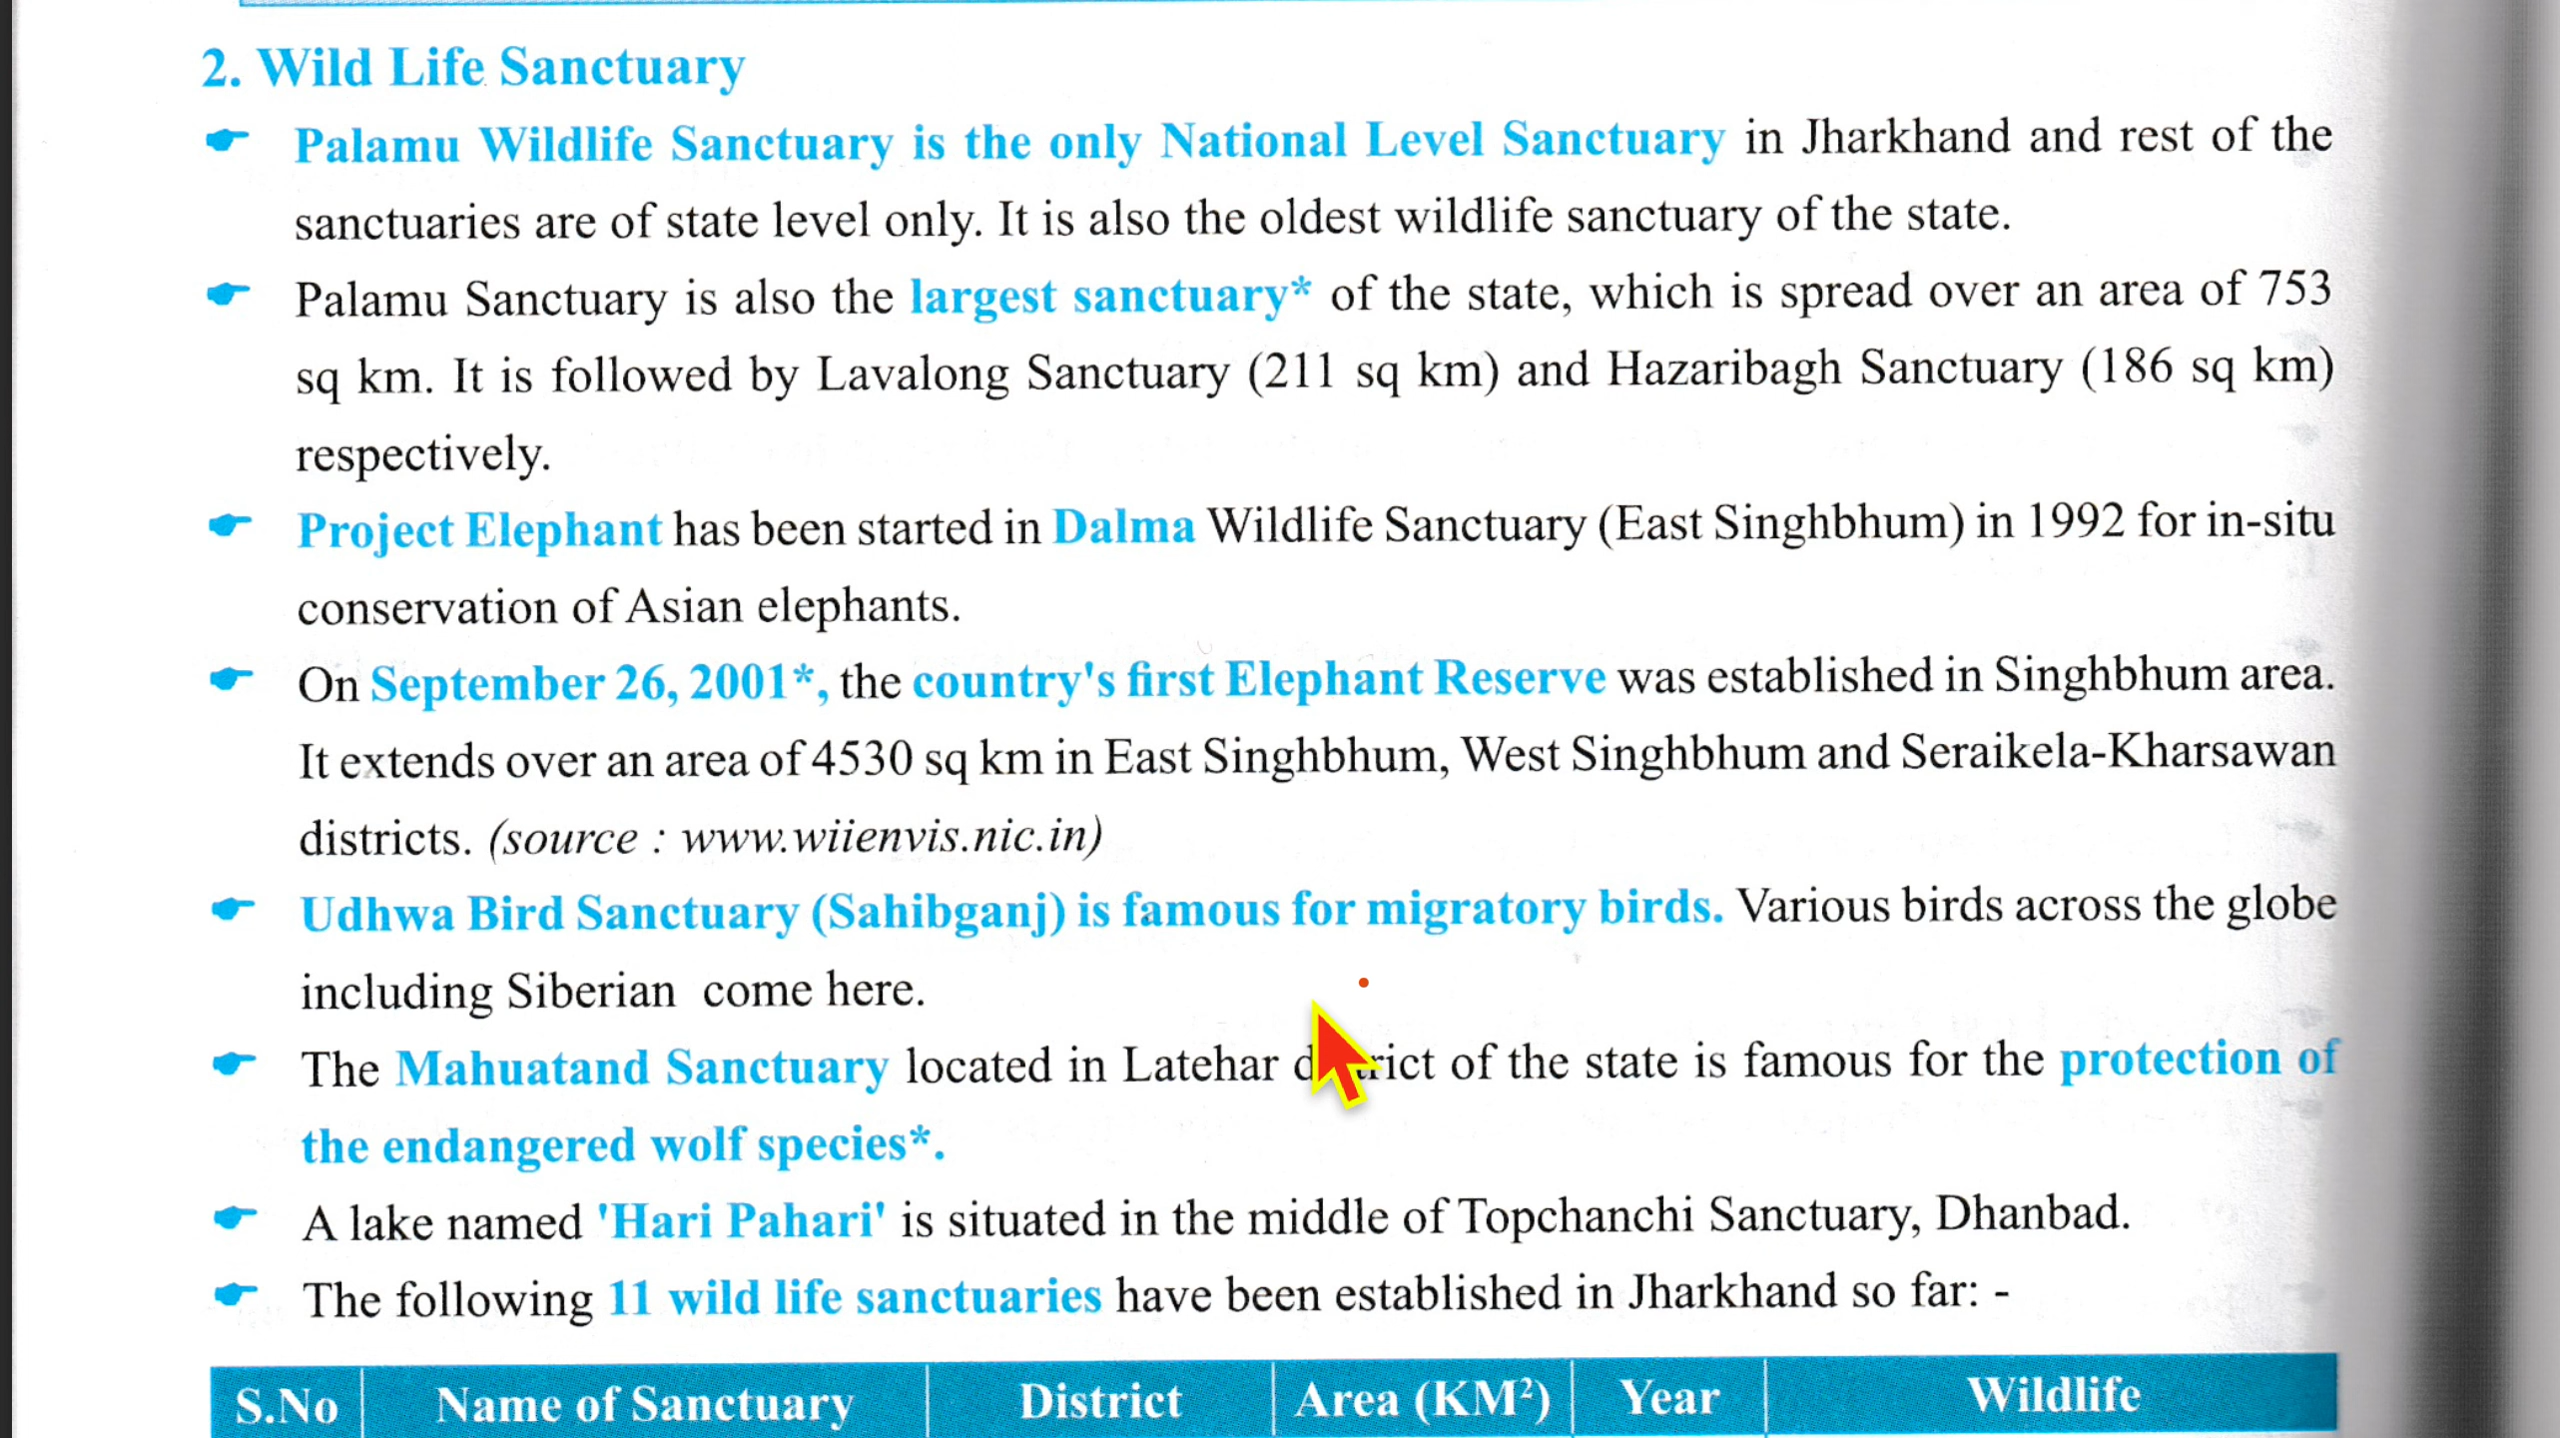 2. Wild Life Sanctuary
Palamu Wildlife Sanctuary is the only National Level Sanctuary in Jharkhand and rest of the
sanctuaries are of state level only. It is also the oldest wildlife sanctuary of the state.
Palamu Sanctuary is also the largest sanctuary* of the state, which is spread over an area of 753
sq km. It is followed by Lavalong Sanctuary (211 sq km) and Hazaribagh Sanctuary (186 sq km)
respectively.
Project Elephant has been started in Dalma Wildlife Sanctuary (East Singhbhum) in 1992 for in-situ
conservation of Asian elephants.
On September 26, 2001*, the country's first Elephant Reserve was established in Singhbhum area.
It extends over an area of 4530 sq km in East Singhbhum, West Singhbhum and Seraikela-Kharsawan
districts. (source : www.wiienvis.nic.in)
Udhwa Bird Sanctuary (Sahibganj) is famous for migratory birds. Various birds across the globe
including Siberian come here.
The Mahuatand Sanctuary located in Latehar district of the state is famous for the protection of
the endangered wolf species*.
A lake named 'Hari Pahari' is situated in the middle of Topchanchi Sanctuary, Dhanbad.
The following 11 wild life sanctuaries have been established in Jharkhand so far: -
S.No Name of Sanctuary District Area (KM²) Year Wildlife